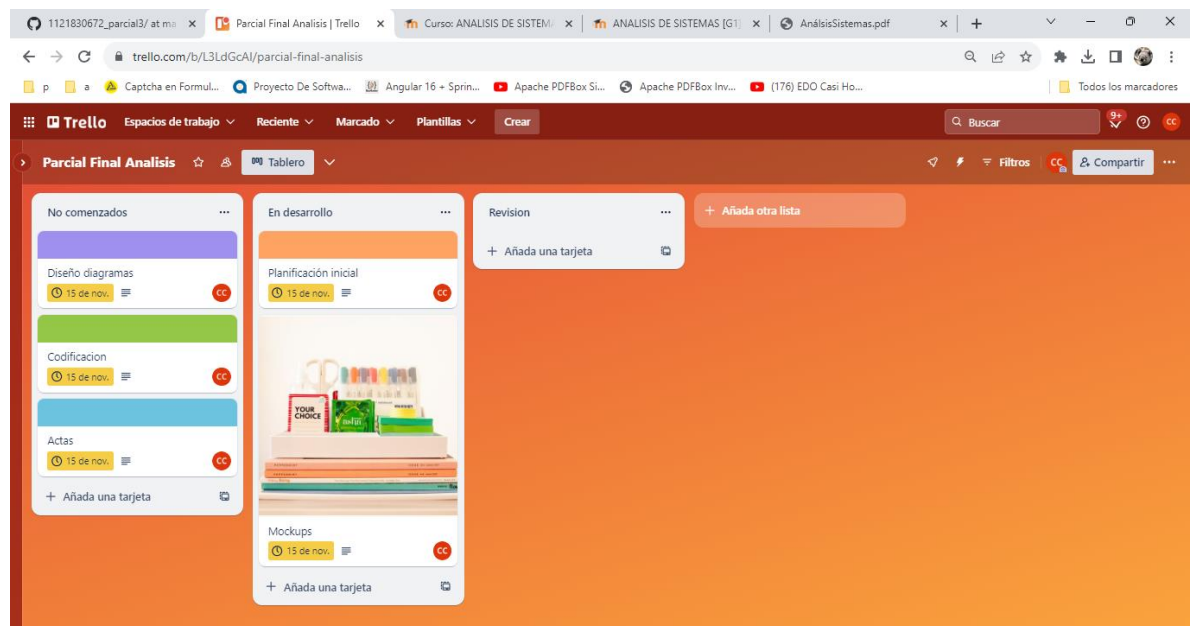 1121830672_parcial3/ at ma
Parcial Final Analisis | Trello
Curso: ANALISIS DE SISTEMA
ANALISIS DE SISTEMAS [G1]
AnálsisSistemas.pdf
trello.com/b/L3LdGcAl/parcial-final-analisis
p
a
Captcha en Formul...
Proyecto De Softwa...
Angular 16 + Sprin...
Apache PDFBox Si...
Apache PDFBox Inv...
(176) EDO Casi Ho...
Todos los marcadores
Trello
Espacios de trabajo
Reciente
Marcado
Plantillas
Crear
Buscar
9+
CC
Parcial Final Analisis
Tablero
Filtros
CC
Compartir
No comenzados
Diseño diagramas
15 de nov.
CC
Codificacion
15 de nov.
CC
Actas
15 de nov.
CC
+ Añada una tarjeta
En desarrollo
Planificación inicial
15 de nov.
CC
YOUR
CHOICE
Mockups
15 de nov.
CC
+ Añada una tarjeta
Revision
+ Añada una tarjeta
+ Añada otra lista